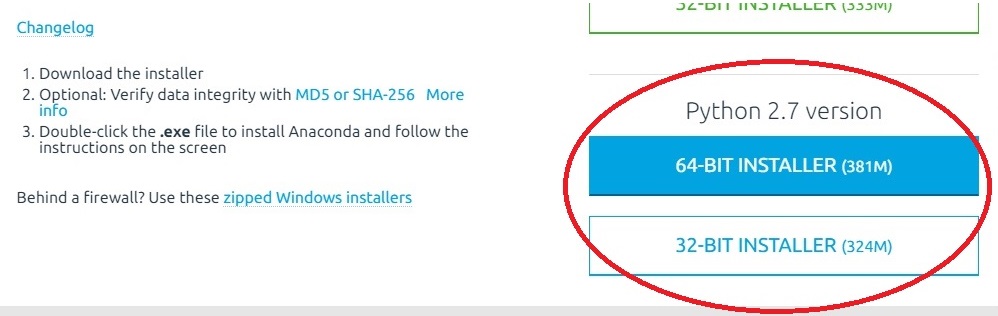 32-BIT INSTALLER (333M)
Changelog
1. Download the installer
2. Optional: Verify data integrity with MD5 or SHA-256 More
info
3. Double-click the .exe file to install Anaconda and follow the
instructions on the screen
Behind a firewall? Use these zipped Windows installers
Python 2.7 version
64-BIT INSTALLER (381M)
32-BIT INSTALLER (324M)